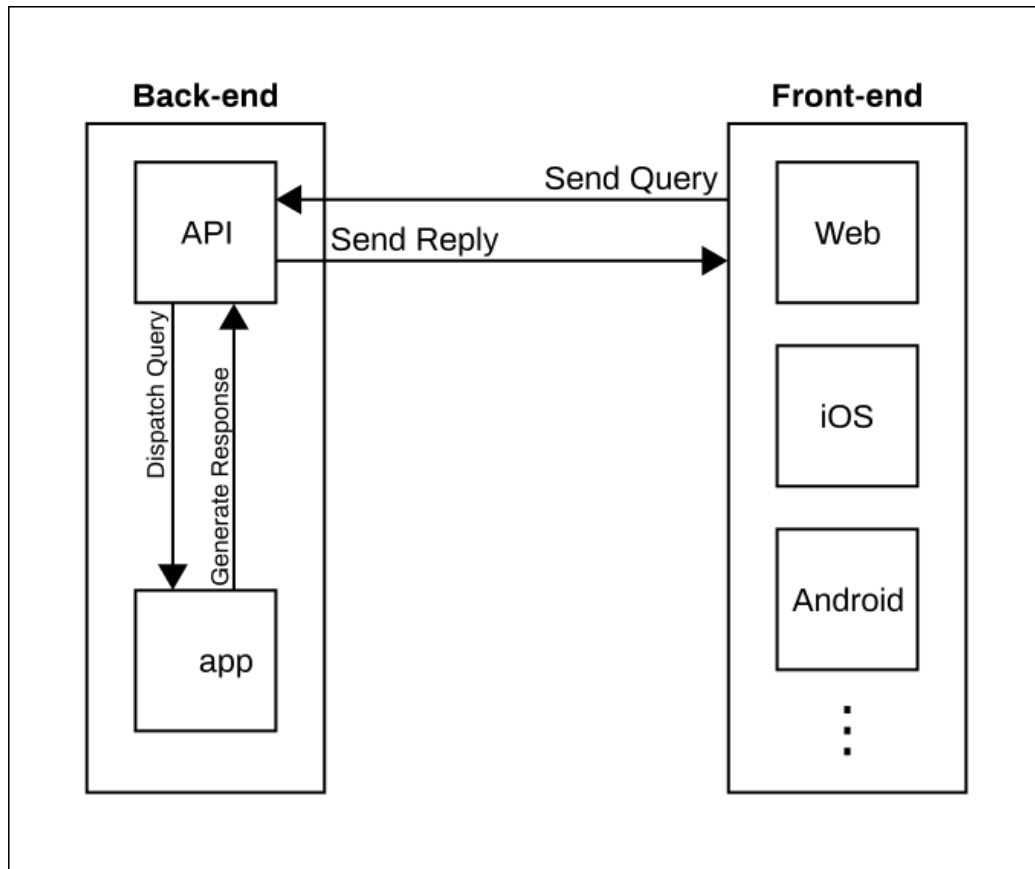 Back-end
Front-end
Send Query
API
Send Reply
Web
Dispatch Query
Generate Response
iOS
Android
app